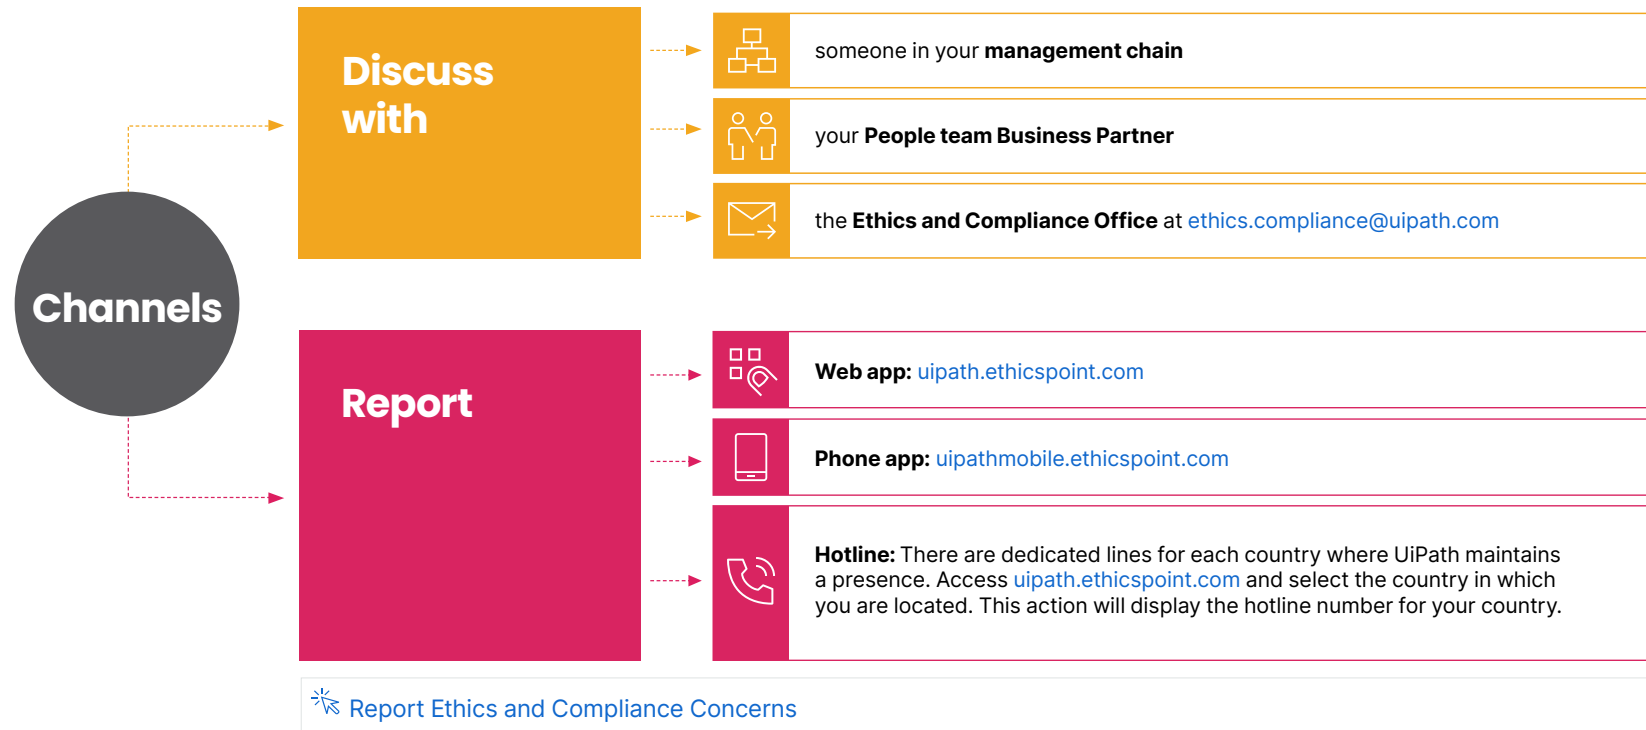 Channels
Discuss
with
someone in your management chain
your People team Business Partner
the Ethics and Compliance Office at ethics.compliance@uipath.com
Report
Web app: uipath.ethicspoint.com
Phone app: uipathmobile.ethicspoint.com
Hotline: There are dedicated lines for each country where UiPath maintains
a presence. Access uipath.ethicspoint.com and select the country in which
you are located. This action will display the hotline number for your country.
Report Ethics and Compliance Concerns